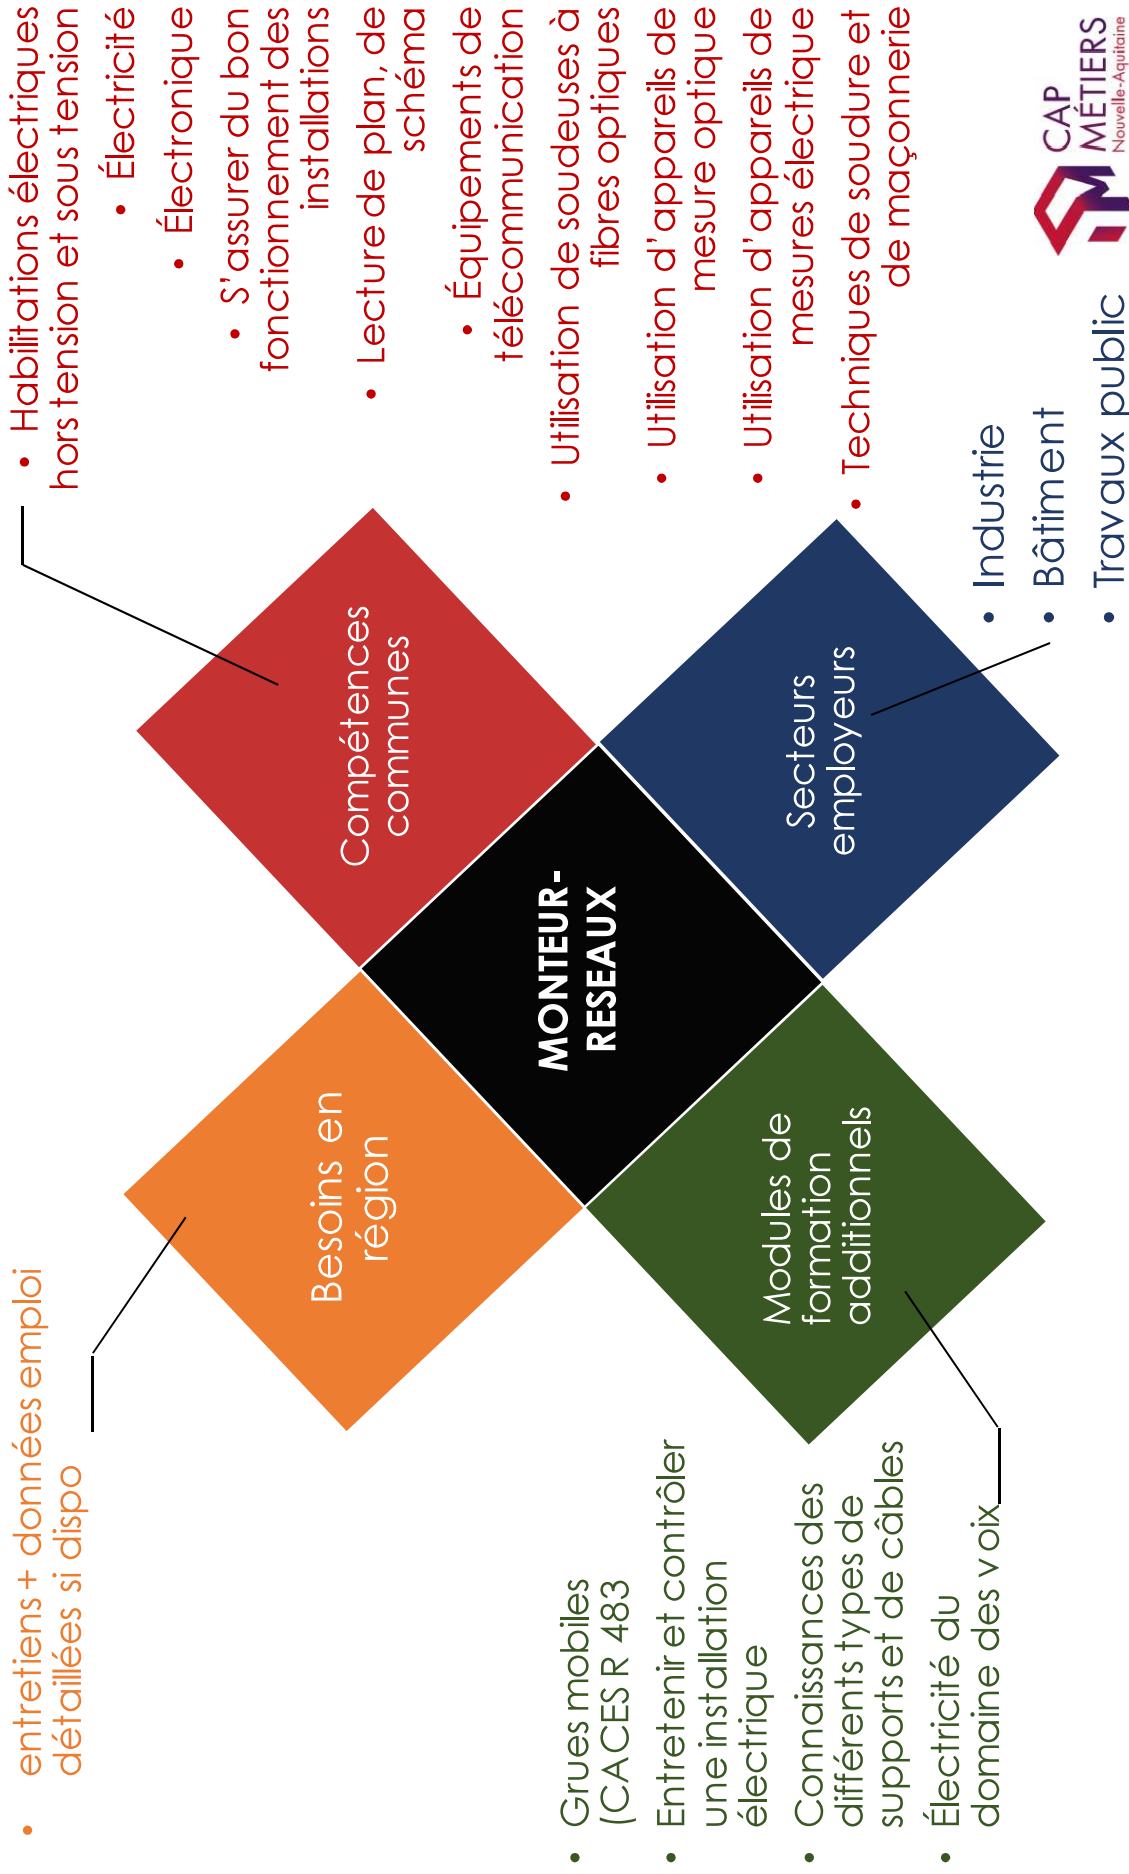 • entretiens + données emploi
détaillées si dispo
Besoins en
région
• Habilitations électriques
hors tension et sous tension
• Électricité
• Électronique
• S’assurer du bon
fonctionnement des
installations
• Lecture de plan, de
schéma
• Équipements de
télécommunication
• Utilisation de soudeuses à
fibres optiques
• Utilisation d’appareils de
mesure optique
• Utilisation d’appareils de
mesures électrique
• Techniques de soudure et
de maçonnerie
Compétences
communes
MONTEUR-
RESEAUX
• Grues mobiles
(CACES R 483
• Entretenir et contrôler
une installation
électrique
• Connaissances des
différents types de
supports et de câbles
• Électricité du
domaine des voix
Modules de
formation
additionnels
Secteurs
employeurs
• Industrie
• Bâtiment
• Travaux public
CAP
MÉTIERS
Nouvelle-Aquitaine